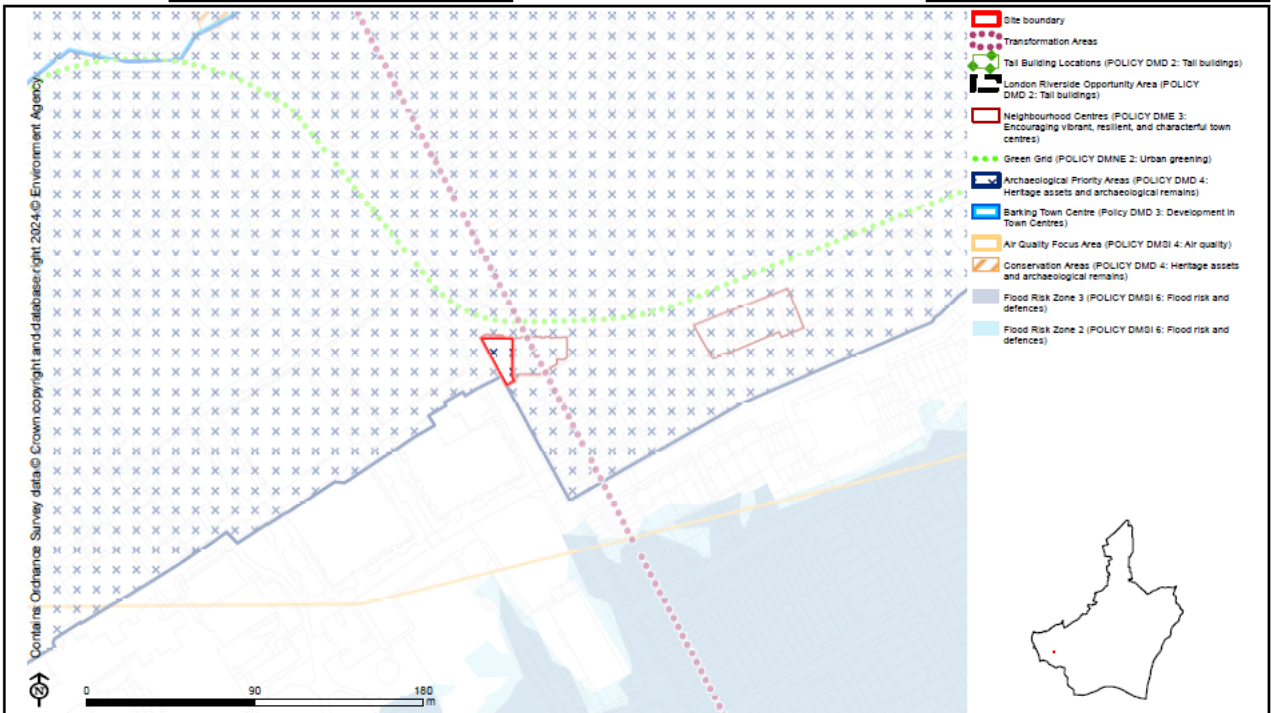 Site boundary
Transformation Areas
Tall Building Locations (POLICY DMD 2: Tall buildings)
London Riverside Opportunity Area (POLICY
DMD 2: Tall buildings)
Neighbourhood Centres (POLICY DME 3:
Encouraging vibrant, resilient, and characterful town
centres)
Green Grid (POLICY DMNE 2: Urban greening)
Archaeological Priority Areas (POLICY DMD 4:
Heritage assets and archaeological remains)
Barking Town Centre (Policy DMD 3: Development in
Town Centres)
Air Quality Focus Area (POLICY DMSI 4: Air quality)
Conservation Areas (POLICY DMD 4: Heritage assets
and archaeological remains)
Flood Risk Zone 3 (POLICY DMSI 6: Flood risk and
defences)
Flood Risk Zone 2 (POLICY DMSI 6: Flood risk and
defences)
Contains Ordnance Survey data © Crown copyright and database right 2024 © Environment Agency
N
0 90 180
m